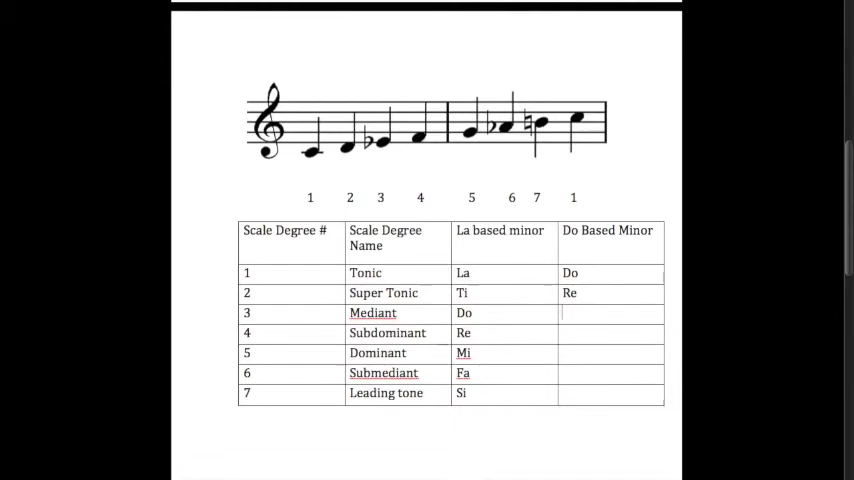 1 2 3 4 5 6 7 1
Scale Degree # Scale Degree Name La based minor Do Based Minor
1 Tonic La Do
2 Super Tonic Ti Re
3 Mediant Do
4 Subdominant Re
5 Dominant Mi
6 Submediant Fa
7 Leading tone Si